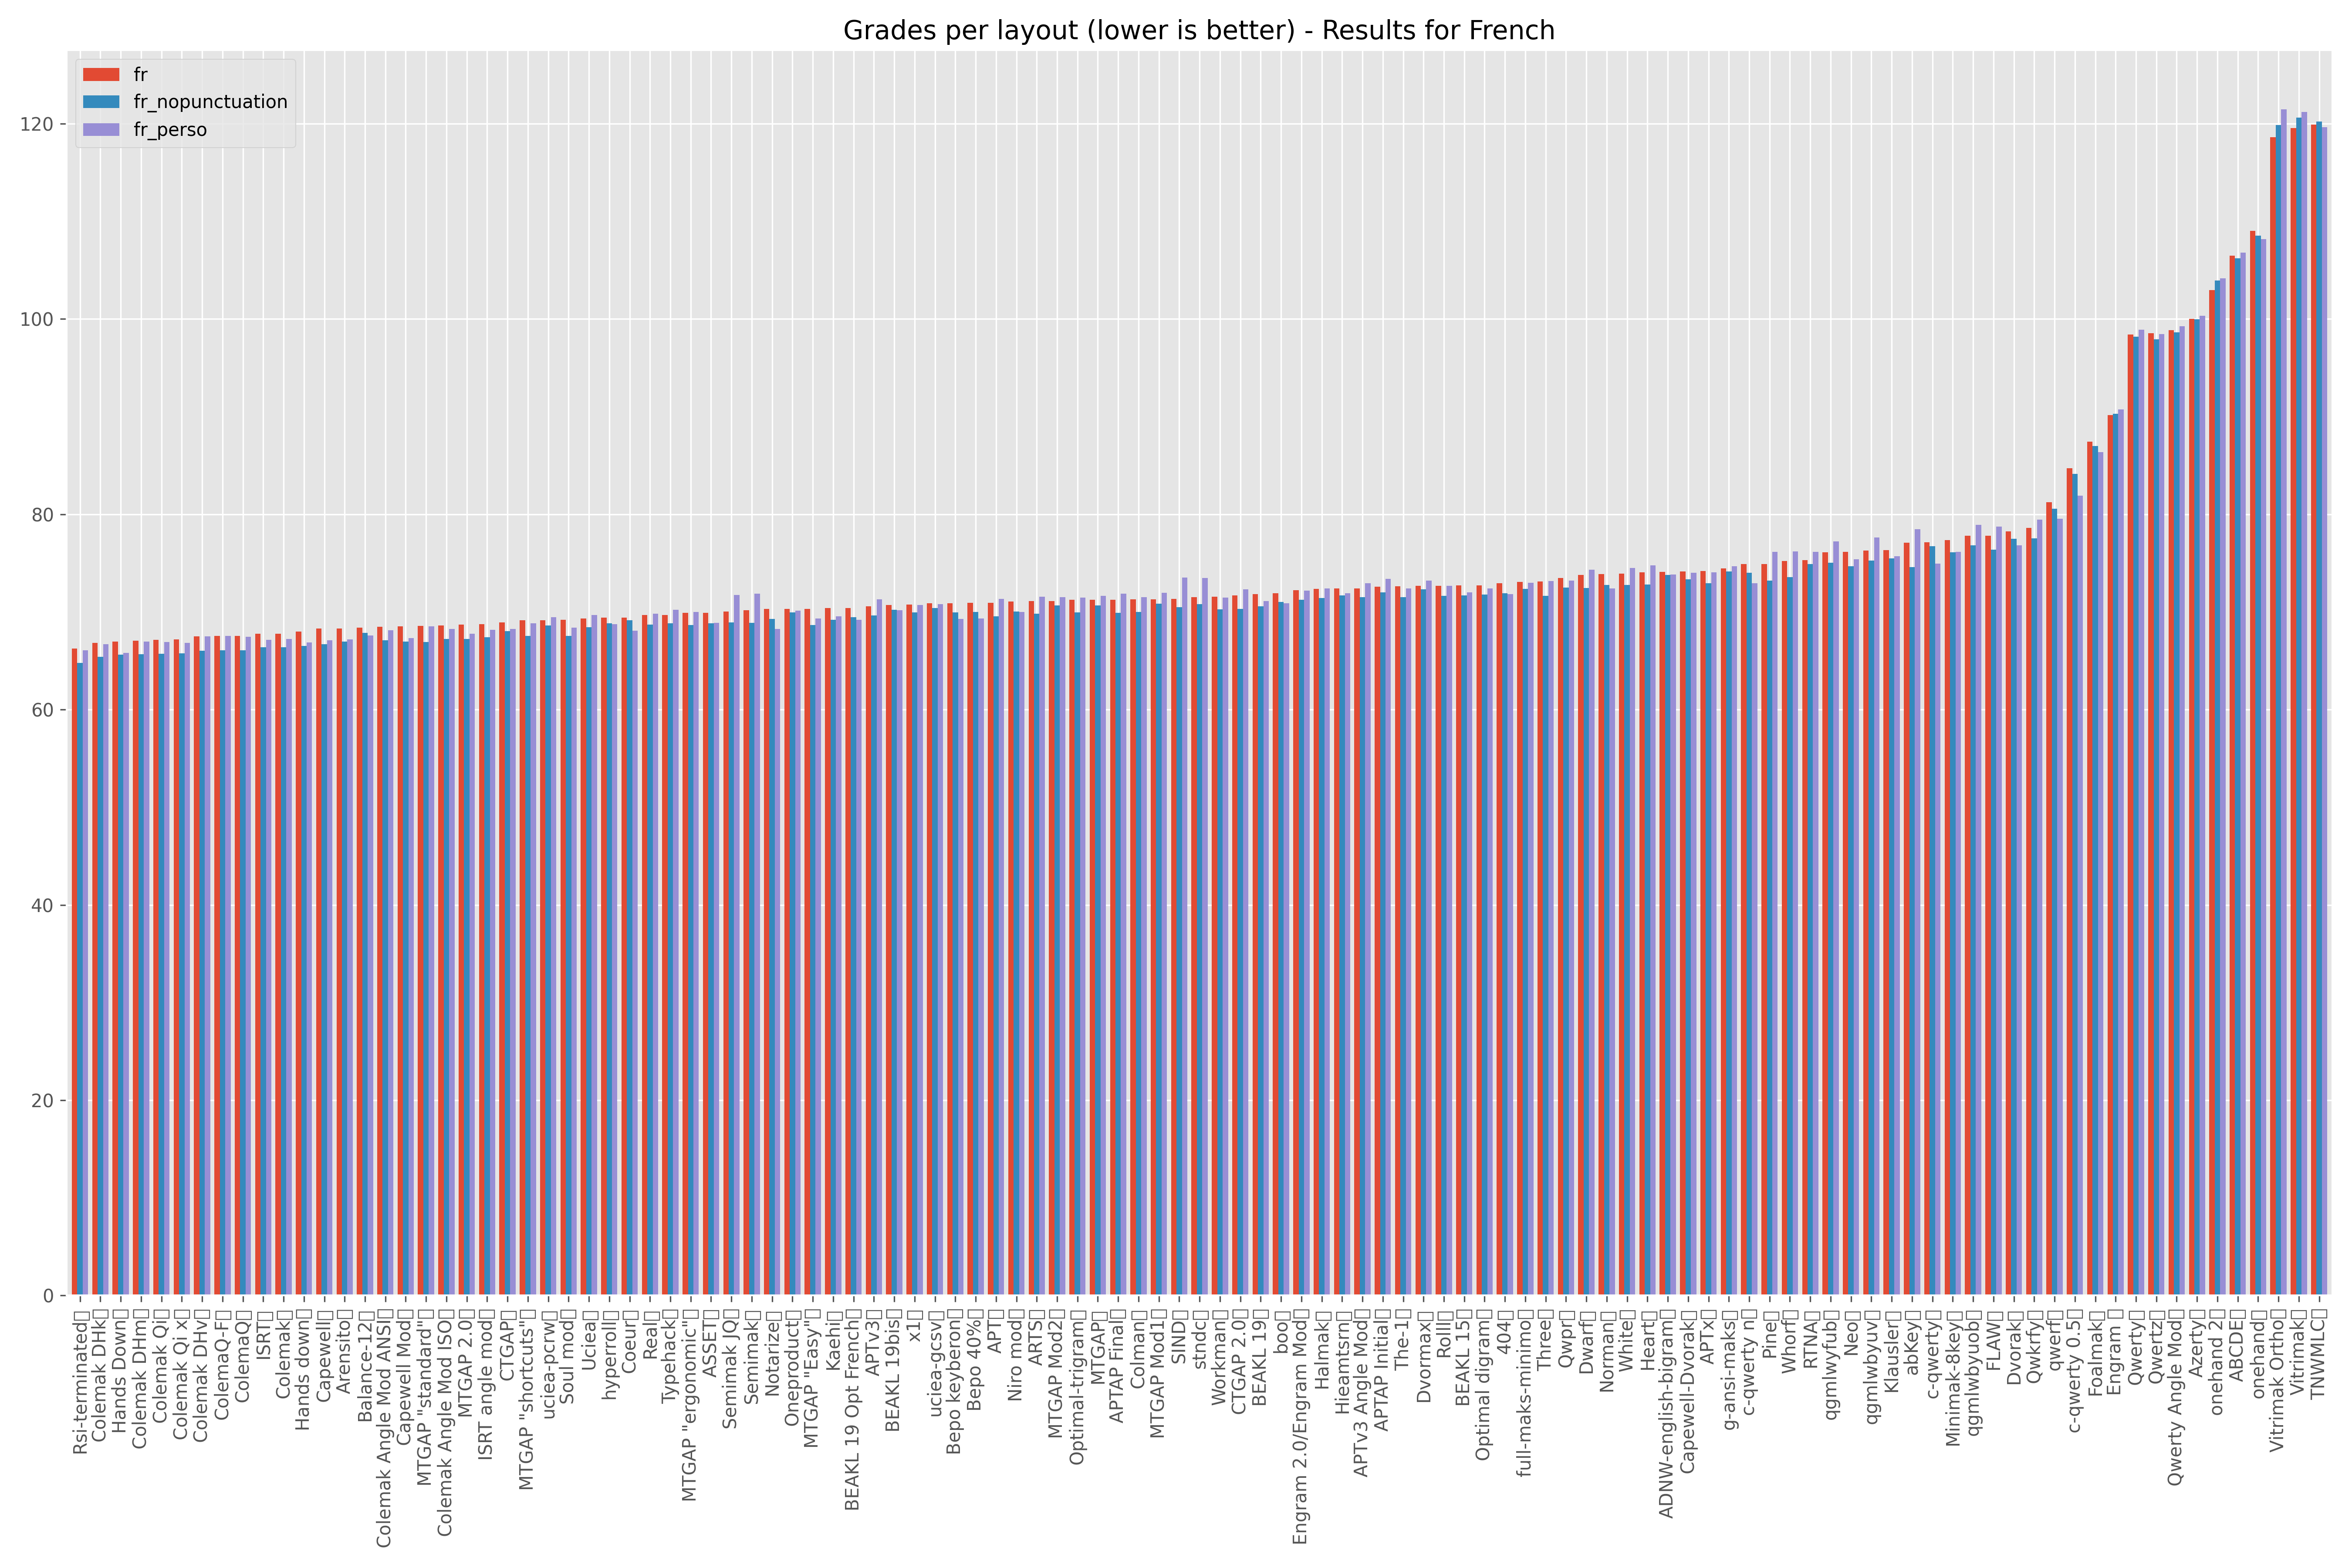 Grades per layout (lower is better) - Results for French
fr
fr_nopunctuation
fr_perso
120
100
80
60
40
20
0
Rsi-terminated
Colemak DHk
Hands Down
Colemak DHm
Colemak Qi
Colemak Qi x
Colemak DHv
ColemaQ-F
ColemaQ
ISRT
Colemak
Hands down
Capewell
Arensito
Balance-12
Colemak Angle Mod ANSI
Capewell Mod
MTGAP "standard"
Colemak Angle Mod ISO
MTGAP 2.0
ISRT angle mod
CTGAP
MTGAP "shortcuts"
uciea-pcrw
Soul mod
Uciea
hyperroll
Coeur
Real
Typehack
MTGAP "ergonomic"
ASSET
Semimak JQ
Semimak
Notarize
Oneproduct
MTGAP "Easy"
Kaehi
BEAKL 19 Opt French
APTv3
BEAKL 19bis
x1
uciea-gcsv
Bepo keyberon
Bepo 40%
APT
Niro mod
ARTS
MTGAP Mod2
Optimal-trigram
MTGAP
APTAP Final
Colman
MTGAP Mod1
SIND
stndc
Workman
CTGAP 2.0
BEAKL 19
boo
Engram 2.0/Engram Mod
Halmak
Hieamtsrn
APTv3 Angle Mod
APTAP Initial
The-1
Dvormax
Rolll
BEAKL 15
Optimal digram
404
full-maks-minimo
Three
Qwpr
Dwarf
Norman
White
Heart
ADNW-english-bigram
Capewell-Dvorak
APTx
g-ansi-maks
c-qwerty n
Pine
Whorf
RTNA
qgmlwyfub
Neo
qgmlwbyuv
Klausler
abKey
c-qwerty
Minimak-8key
qgmlwbyuob
FLAW
Dvorak
Qwkrfy
qwerf
c-qwerty 0.5
Foalmak
Engram
Qwerty
Qwertz
Qwerty Angle Mod
Azerty
onehand 2
ABCDE
onehand
Vitrimak Ortho
Vitrimak
TNWMLC